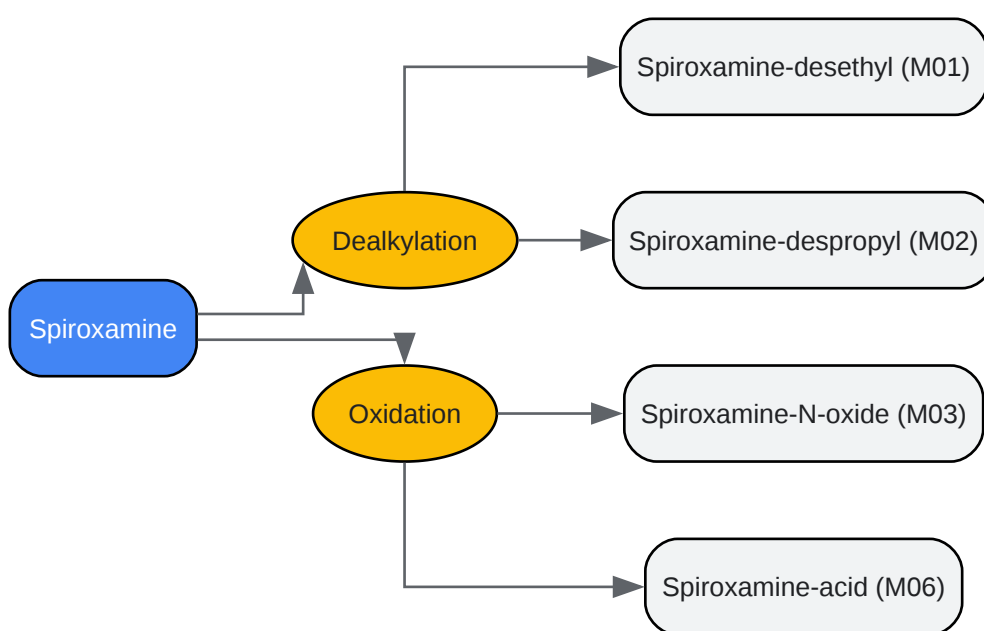 Spiroxamine-desethyl (M01)
Dealkylation
Spiroxamine-despropyl (M02)
Spiroxamine
Oxidation
Spiroxamine-N-oxide (M03)
Spiroxamine-acid (M06)